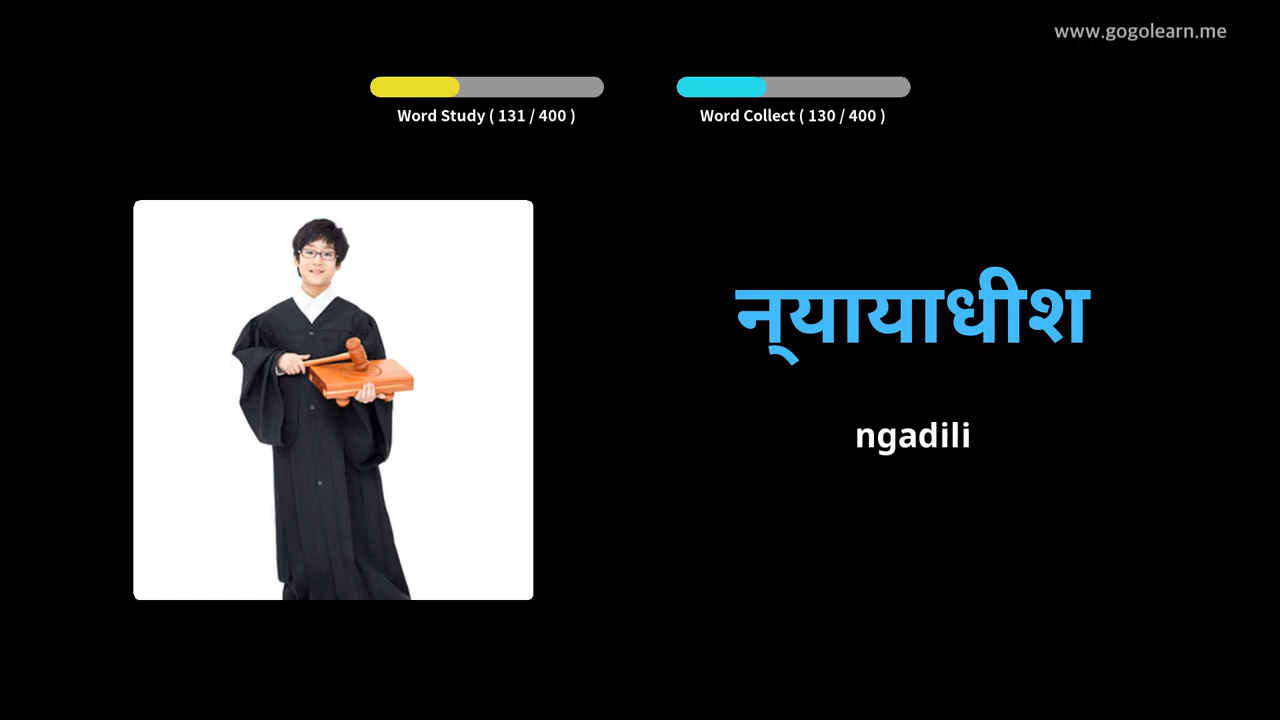 www.gogolearn.me
Word Study ( 131 / 400 )
Word Collect ( 130 / 400 )
न्‌यायाधीश
ngadili